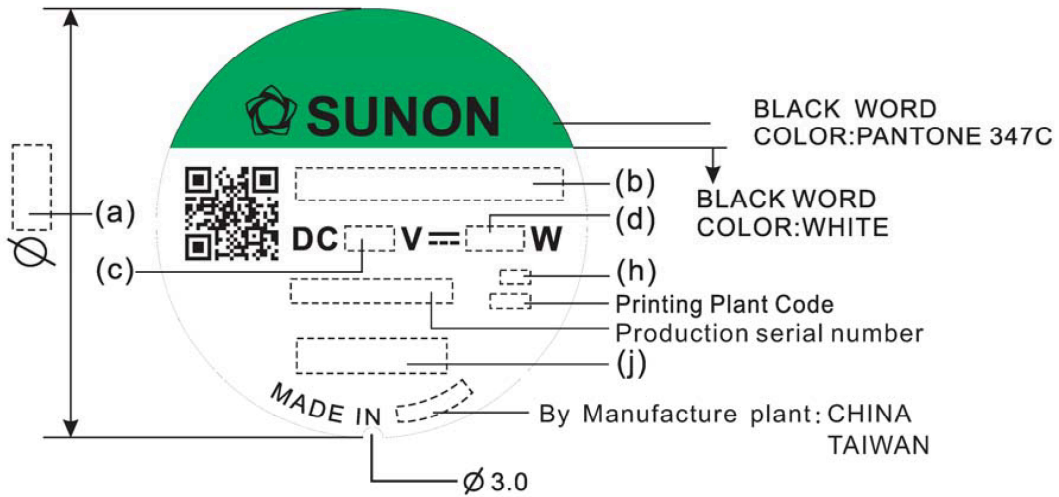 SUNON
BLACK WORD
COLOR:PANTONE 347C
(a)
(b)
BLACK WORD
COLOR:WHITE
(d)
DC V⎓ W
(c)
(h)
Printing Plant Code
Production serial number
(j)
MADE IN
By Manufacture plant: CHINA
TAIWAN
Ø
Ø 3.0